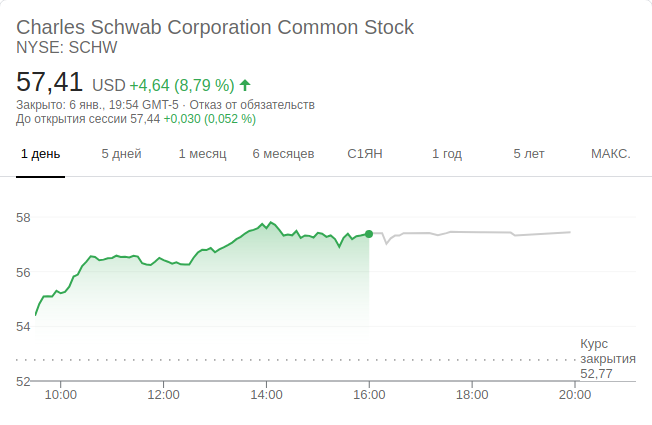 Charles Schwab Corporation Common Stock
NYSE: SCHW
57,41 USD +4,64 (8,79 %)
Закрыто: 6 янв., 19:54 GMT-5 · Отказ от обязательств
До открытия сессии 57,44 +0,030 (0,052 %)
1 день 5 дней 1 месяц 6 месяцев С1ЯН 1 год 5 лет МАКС.
58
56
54
Курс
закрытия
52,77
52
10:00 12:00 14:00 16:00 18:00 20:00